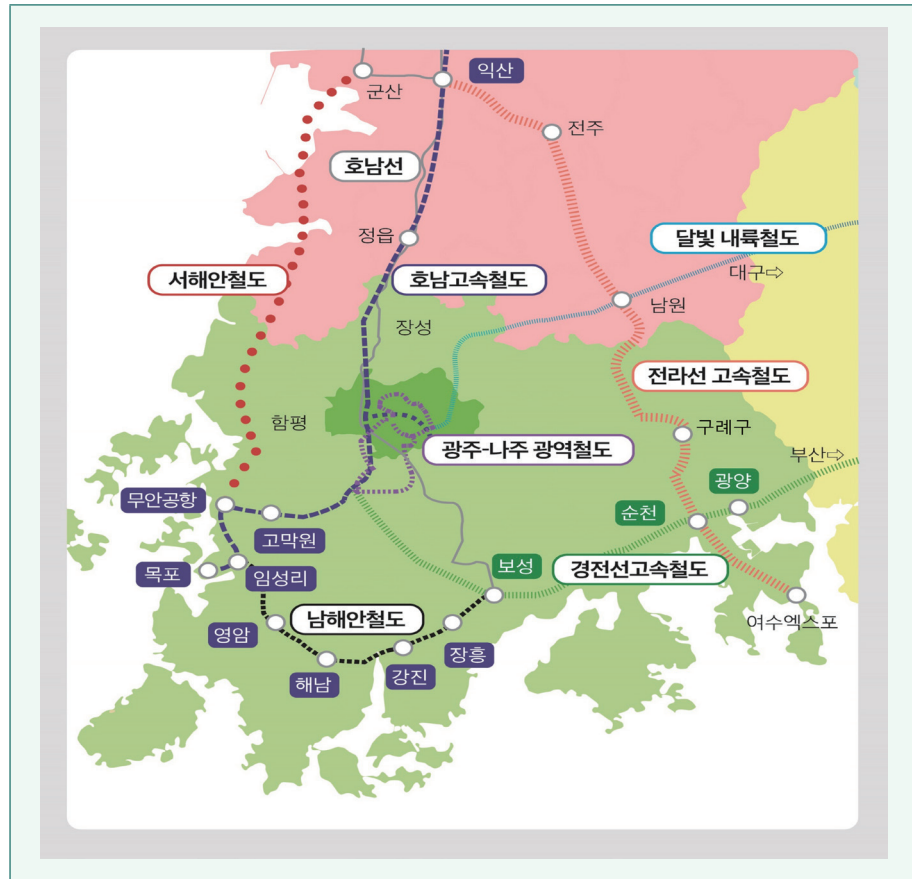 익산
군산
전주
호남선
정읍
달빛 내륙철도
서해안철도
호남고속철도
대구⇨
남원
장성
전라선 고속철도
함평
구례구
광주-나주 광역철도
부산⇨
광양
무안공항
순천
고막원
보성
경전선고속철도
목포
임성리
여수엑스포
남해안철도
영암
장흥
강진
해남